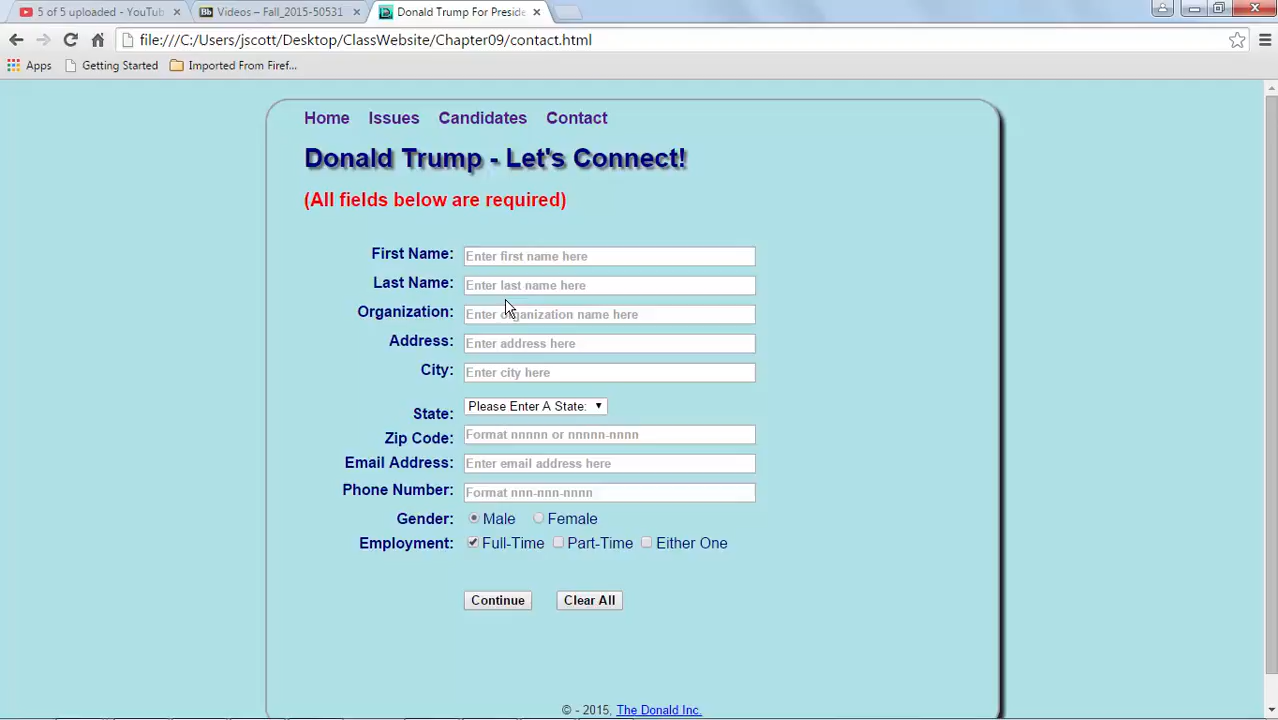 5 of 5 uploaded - YouTub
Bb Videos – Fall_2015-50531
Donald Trump For Preside
file:///C:/Users/jscott/Desktop/ClassWebsite/Chapter09/contact.html
Apps Getting Started Imported From Firef...
Home Issues Candidates Contact
Donald Trump - Let's Connect!
(All fields below are required)
First Name: Enter first name here
Last Name: Enter last name here
Organization: Enter organization name here
Address: Enter address here
City: Enter city here
State: Please Enter A State:
Zip Code: Format nnnnn or nnnnn-nnnn
Email Address: Enter email address here
Phone Number: Format nnn-nnn-nnnn
Gender: Male Female
Employment: Full-Time Part-Time Either One
Continue Clear All
© - 2015, The Donald Inc.